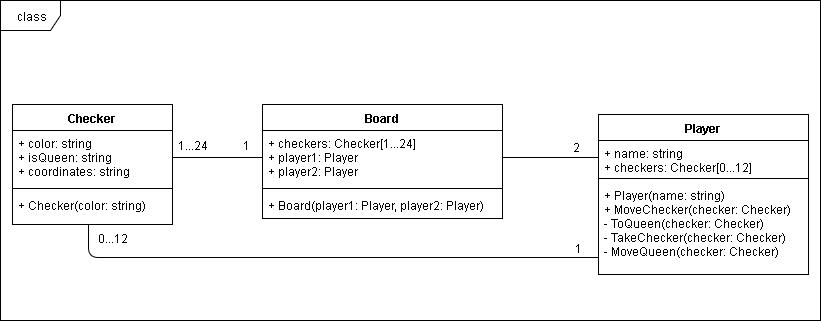 class
Checker
+ color: string
+ isQueen: string
+ coordinates: string
+ Checker(color: string)
1...24
1
Board
+ checkers: Checker[1...24]
+ player1: Player
+ player2: Player
+ Board(player1: Player, player2: Player)
2
Player
+ name: string
+ checkers: Checker[0...12]
+ Player(name: string)
+ MoveChecker(checker: Checker)
- ToQueen(checker: Checker)
- TakeChecker(checker: Checker)
- MoveQueen(checker: Checker)
0...12
1